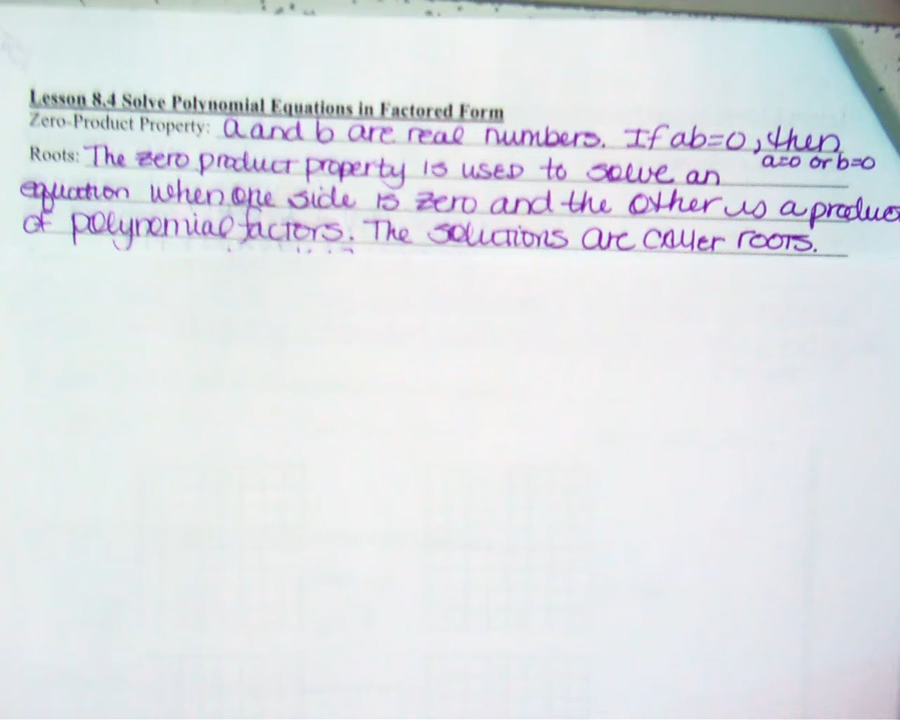 Lesson 8.4 Solve Polynomial Equations in Factored Form
Zero-Product Property: a and b are real numbers. If ab=0, then
a=0 or b=0
Roots: The zero product property is used to solve an
equation when one side is zero and the other is a produc
of polynomial factors. The solutions are caller roots.